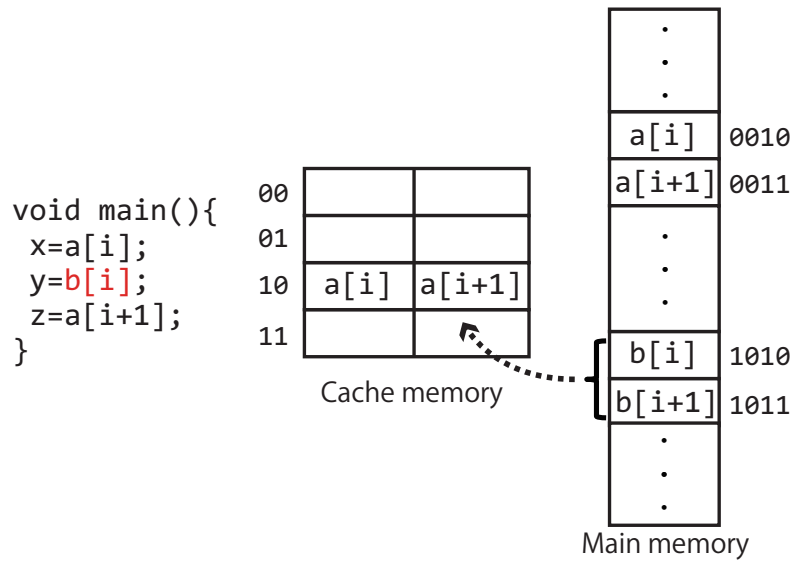 void main(){
x=a[i];
y=b[i];
z=a[i+1];
}
00
01
10 a[i] a[i+1]
11
Cache memory
a[i] 0010
a[i+1] 0011
b[i] 1010
b[i+1] 1011
Main memory